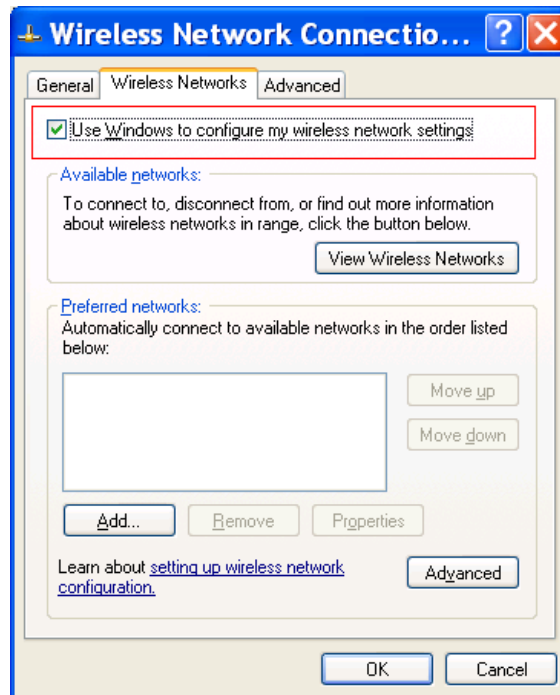 Wireless Network Connectio... ?
General Wireless Networks Advanced
Use Windows to configure my wireless network settings
Available networks:
To connect to, disconnect from, or find out more information
about wireless networks in range, click the button below.
View Wireless Networks
Preferred networks:
Automatically connect to available networks in the order listed
below:
Move up
Move down
Add... Remove Properties
Learn about setting up wireless network
configuration.
Advanced
OK Cancel